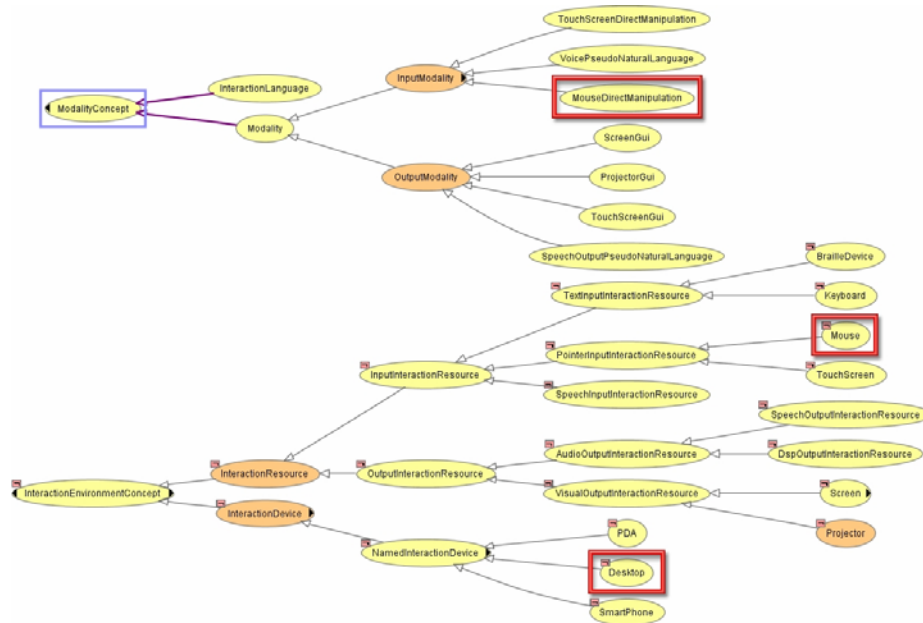 TouchScreenDirectManipulation
VoicePseudoNaturalLanguage
InputModality
InteractionLanguage
MouseDirectManipulation
ModalityConcept
Modality
ScreenGui
OutputModality
ProjectorGui
TouchScreenGui
SpeechOutputPseudoNaturalLanguage
BrailleDevice
TextInputInteractionResource
Keyboard
Mouse
PointerInputInteractionResource
InputInteractionResource
TouchScreen
SpeechInputInteractionResource
SpeechOutputInteractionResource
AudioOutputInteractionResource
DspOutputInteractionResource
InteractionResource
OutputInteractionResource
InteractionEnvironmentConcept
VisualOutputInteractionResource
Screen
InteractionDevice
PDA
Projector
NamedInteractionDevice
Desktop
SmartPhone